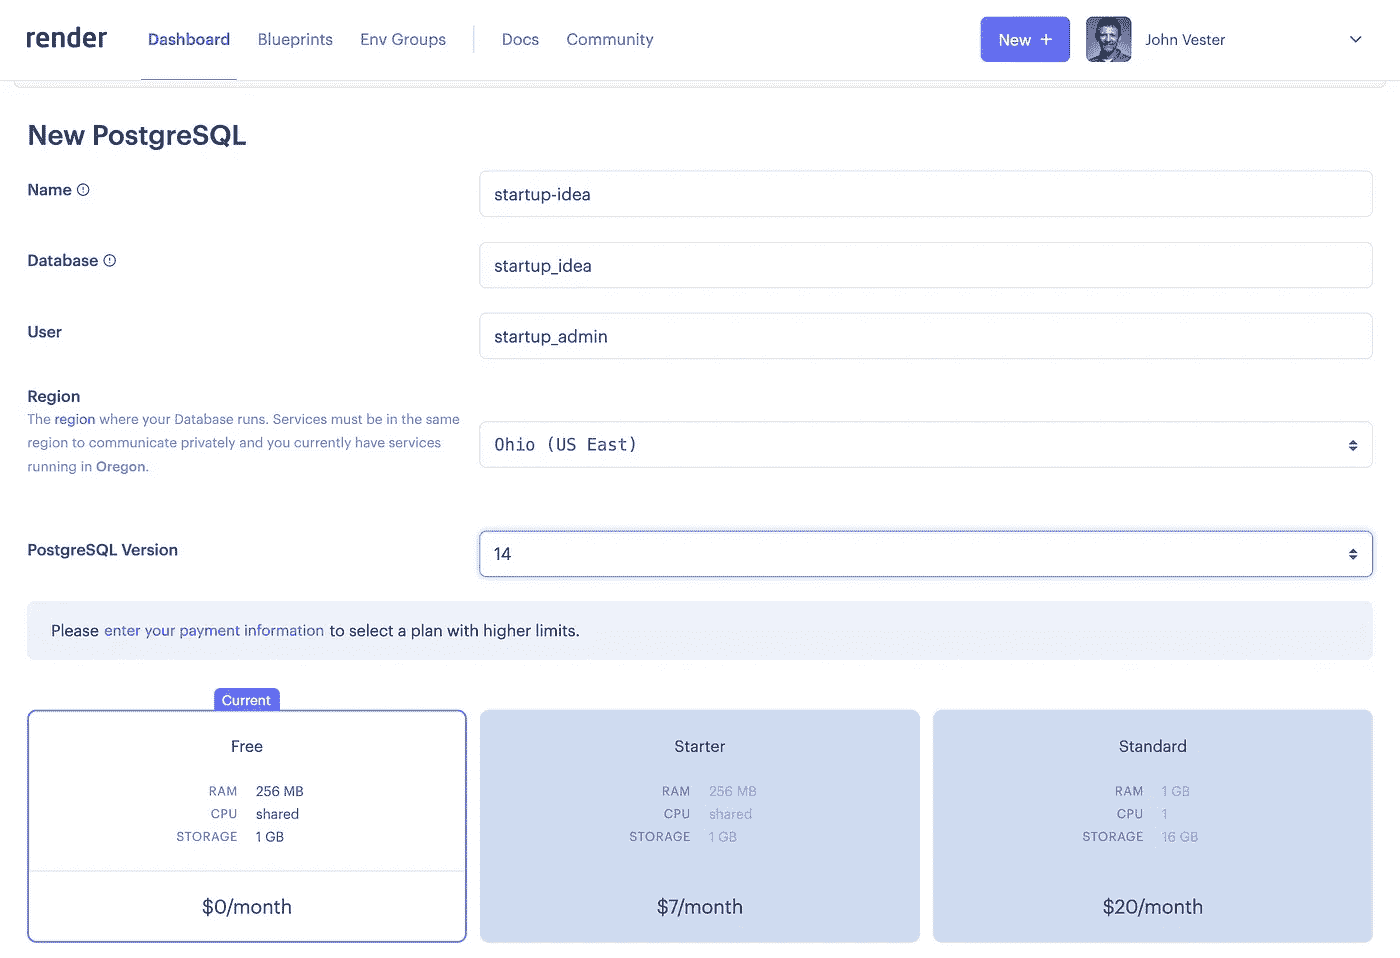 render
Dashboard
Blueprints
Env Groups
Docs
Community
New +
John Vester
New PostgreSQL
Name
startup-idea
Database
startup_idea
User
startup_admin
Region
The region where your Database runs. Services must be in the same
region to communicate privately and you currently have services
running in Oregon.
Ohio (US East)
PostgreSQL Version
14
Please enter your payment information to select a plan with higher limits.
Current
Free
RAM 256 MB
CPU shared
STORAGE 1 GB
$0/month
Starter
RAM 256 MB
CPU shared
STORAGE 1 GB
$7/month
Standard
RAM 1 GB
CPU 1
STORAGE 16 GB
$20/month